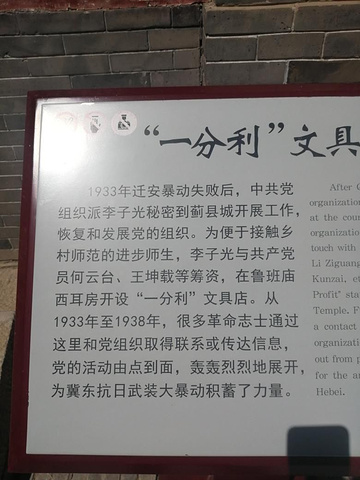 “一分利”文具
1933年迁安暴动失败后，中共党
组织派李子光秘密到蓟县城开展工作，
恢复和发展党的组织。为便于接触乡
村师范的进步师生，李子光与共产党
员何云台、王坤载等筹资，在鲁班庙
西耳房开设“一分利”文具店。从
1933年至1938年，很多革命志士通过
这里和党组织取得联系或传达信息，
党的活动由点到面，轰轰烈烈地展开，
为冀东抗日武装大暴动积蓄了力量。
After
organization
at the coun
organization
touch with
Li Ziguang
Kunzai, et
Profit' sta
Temple. F
a contact
organizati
out from p
for the ar
Hebei.